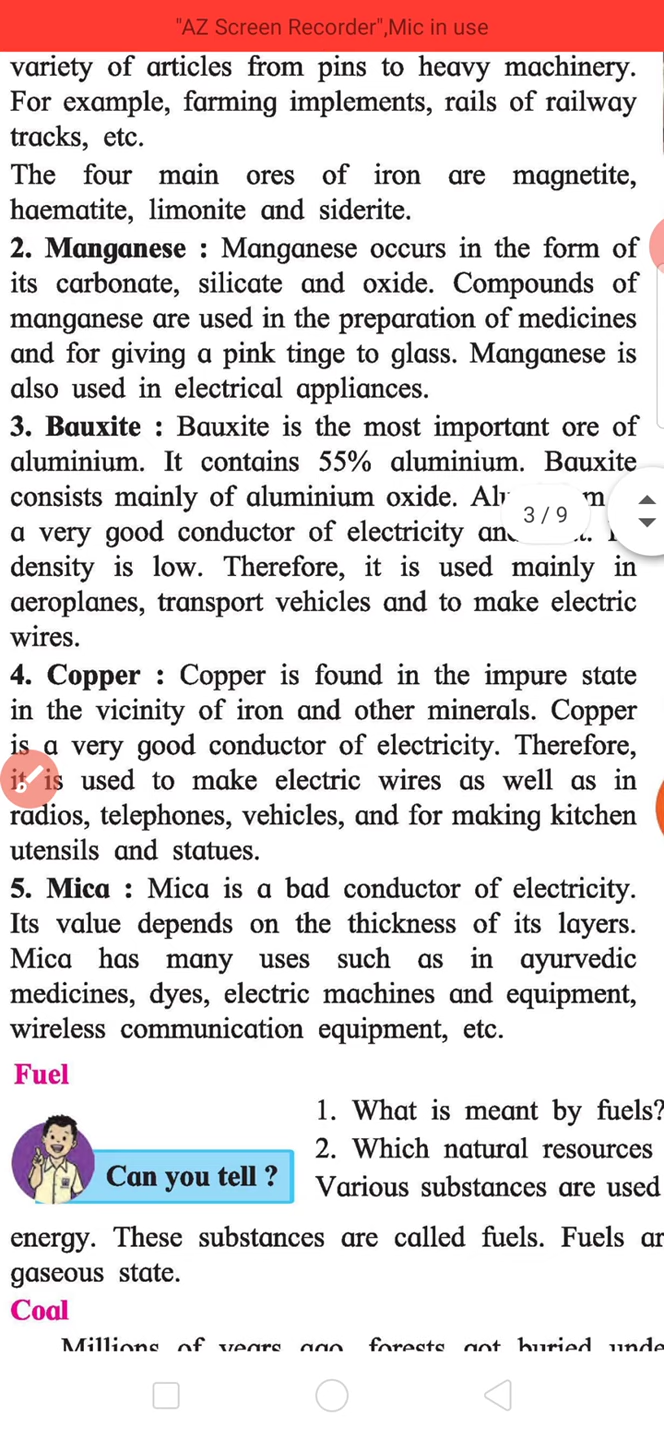 "AZ Screen Recorder",Mic in use
variety of articles from pins to heavy machinery.
For example, farming implements, rails of railway
tracks, etc.
The four main ores of iron are magnetite,
haematite, limonite and siderite.
2. Manganese : Manganese occurs in the form of
its carbonate, silicate and oxide. Compounds of
manganese are used in the preparation of medicines
and for giving a pink tinge to glass. Manganese is
also used in electrical appliances.
3. Bauxite : Bauxite is the most important ore of
aluminium. It contains 55% aluminium. Bauxite
consists mainly of aluminium oxide.
3 / 9
a very good conductor of electricity
density is low. Therefore, it is used mainly in
aeroplanes, transport vehicles and to make electric
wires.
4. Copper : Copper is found in the impure state
in the vicinity of iron and other minerals. Copper
is a very good conductor of electricity. Therefore,
it is used to make electric wires as well as in
radios, telephones, vehicles, and for making kitchen
utensils and statues.
5. Mica : Mica is a bad conductor of electricity.
Its value depends on the thickness of its layers.
Mica has many uses such as in ayurvedic
medicines, dyes, electric machines and equipment,
wireless communication equipment, etc.
Fuel
1. What is meant by fuels?
2. Which natural resources
Can you tell ?
Various substances are used
energy. These substances are called fuels. Fuels
gaseous state.
Coal
Millions of years ago, forests got buried